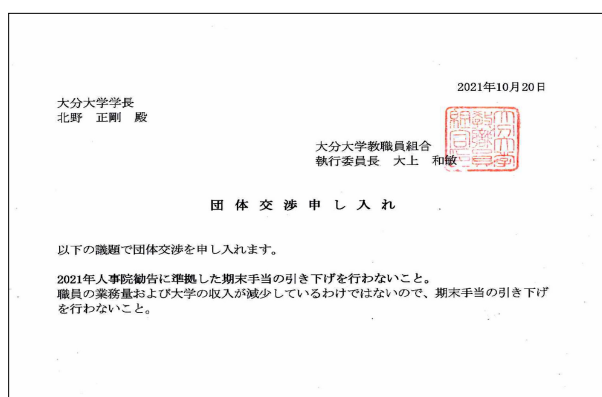 2021年10月20日
大分大学学長
北野　正剛　殿
大分大学教職員組合
執行委員長　大上　和敏
団 体 交 渉 申 し 入 れ
以下の議題で団体交渉を申し入れます。
2021年人事院勧告に準拠した期末手当の引き下げを行わないこと。
職員の業務量および大学の収入が減少しているわけではないので、期末手当の引き下げ
を行わないこと。